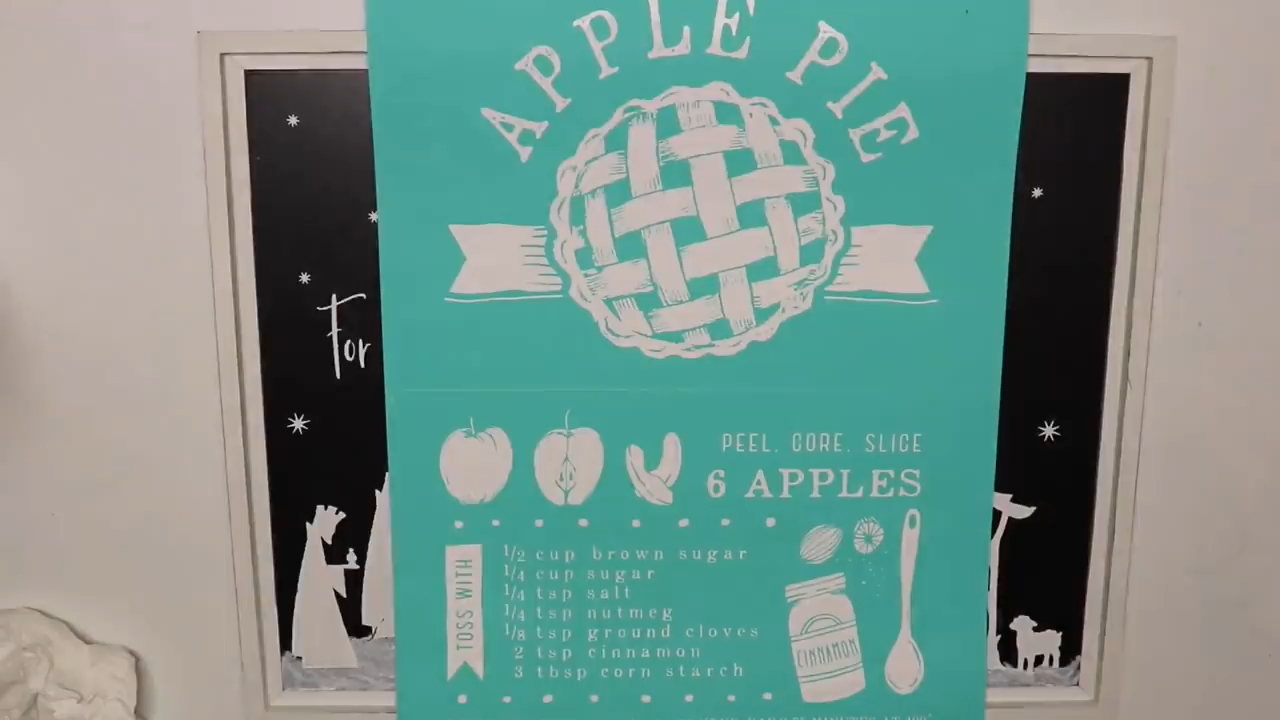 APPLE PIE
For
PEEL. CORE. SLICE
6 APPLES
TOSS WITH
1/2 cup brown sugar
1/4 cup sugar
1/4 tsp salt
1/4 tsp nutmeg
1/8 tsp ground cloves
2 tsp cinnamon
3 tbsp corn starch
CINNAMON